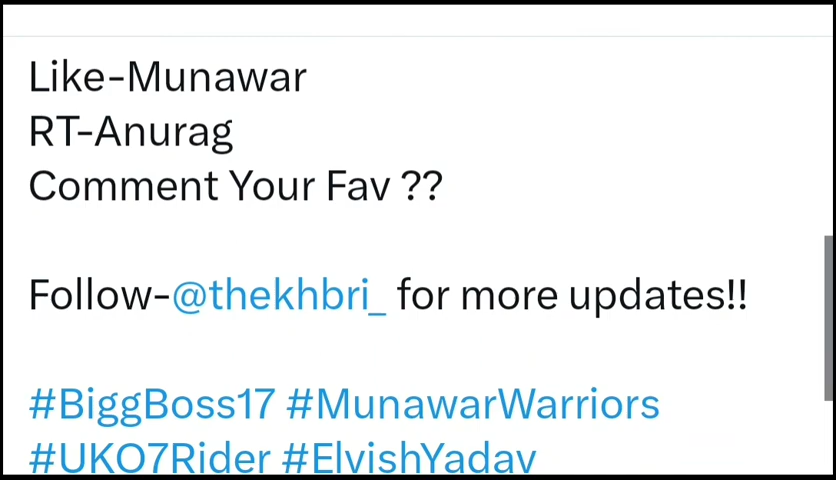 Like-Munawar
RT-Anurag
Comment Your Fav ??
Follow-@thekhbri_ for more updates!!
#BiggBoss17 #MunawarWarriors
#UKO7Rider #ElvishYadav